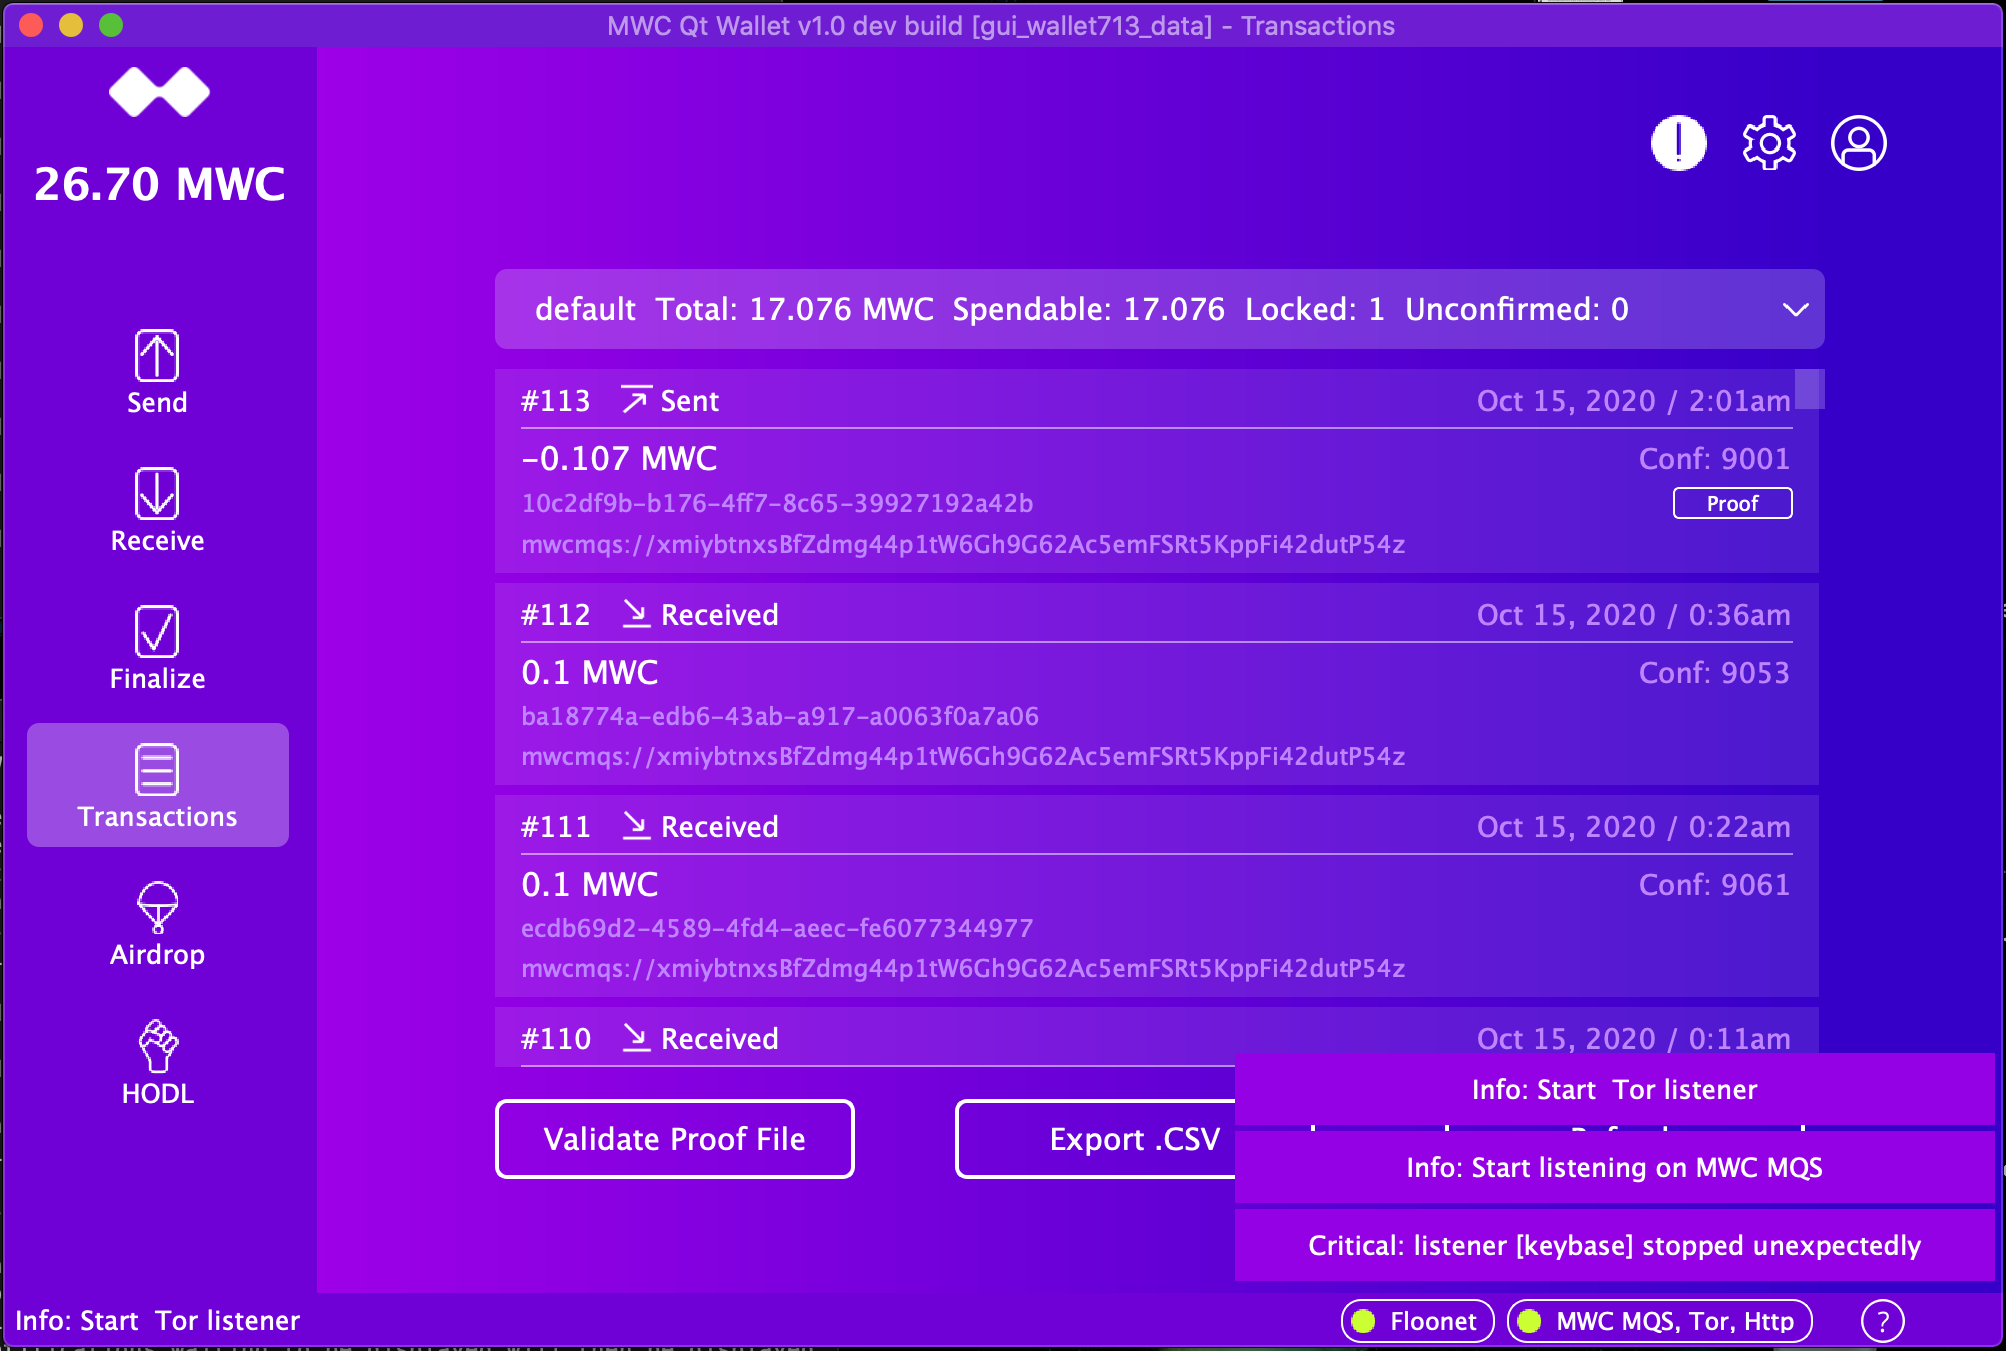 MWC Qt Wallet v1.0 dev build [gui_wallet713_data] - Transactions
26.70 MWC
Send
Receive
Finalize
Transactions
Airdrop
HODL
default Total: 17.076 MWC Spendable: 17.076 Locked: 1 Unconfirmed: 0
#113 Sent Oct 15, 2020 / 2:01am
-0.107 MWC Conf: 9001
10c2df9b-b176-4ff7-8c65-39927192a42b Proof
mwcmqs://xmiybtnxsBfZdmg44p1tW6Gh9G62Ac5emFSRt5KppFi42dutP54z
#112 Received Oct 15, 2020 / 0:36am
0.1 MWC Conf: 9053
ba18774a-edb6-43ab-a917-a0063f0a7a06
mwcmqs://xmiybtnxsBfZdmg44p1tW6Gh9G62Ac5emFSRt5KppFi42dutP54z
#111 Received Oct 15, 2020 / 0:22am
0.1 MWC Conf: 9061
ecdb69d2-4589-4fd4-aeec-fe6077344977
mwcmqs://xmiybtnxsBfZdmg44p1tW6Gh9G62Ac5emFSRt5KppFi42dutP54z
#110 Received Oct 15, 2020 / 0:11am
Validate Proof File Export .CSV
Info: Start Tor listener
Info: Start listening on MWC MQS
Critical: listener [keybase] stopped unexpectedly
Info: Start Tor listener Floonet MWC MQS, Tor, Http ?